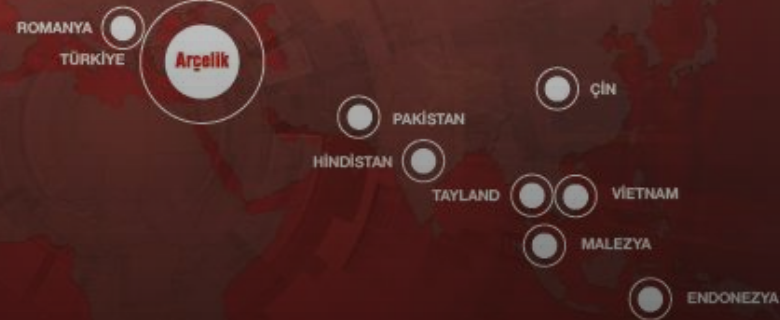 ROMANYA
TÜRKİYE
Arçelik
ÇİN
PAKİSTAN
HİNDİSTAN
TAYLAND
VİETNAM
MALEZYA
ENDONEZYA